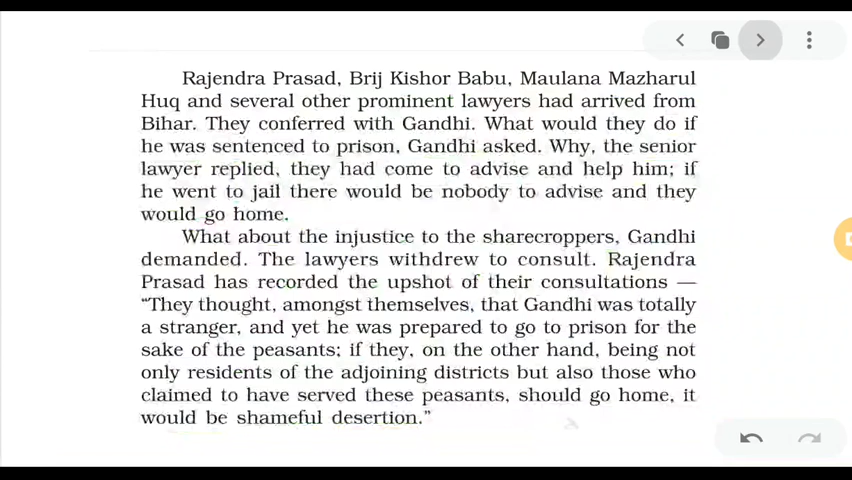 Rajendra Prasad, Brij Kishor Babu, Maulana Mazharul
Huq and several other prominent lawyers had arrived from
Bihar. They conferred with Gandhi. What would they do if
he was sentenced to prison, Gandhi asked. Why, the senior
lawyer replied, they had come to advise and help him; if
he went to jail there would be nobody to advise and they
would go home.
What about the injustice to the sharecroppers, Gandhi
demanded. The lawyers withdrew to consult. Rajendra
Prasad has recorded the upshot of their consultations —
“They thought, amongst themselves, that Gandhi was totally
a stranger, and yet he was prepared to go to prison for the
sake of the peasants; if they, on the other hand, being not
only residents of the adjoining districts but also those who
claimed to have served these peasants, should go home, it
would be shameful desertion.”